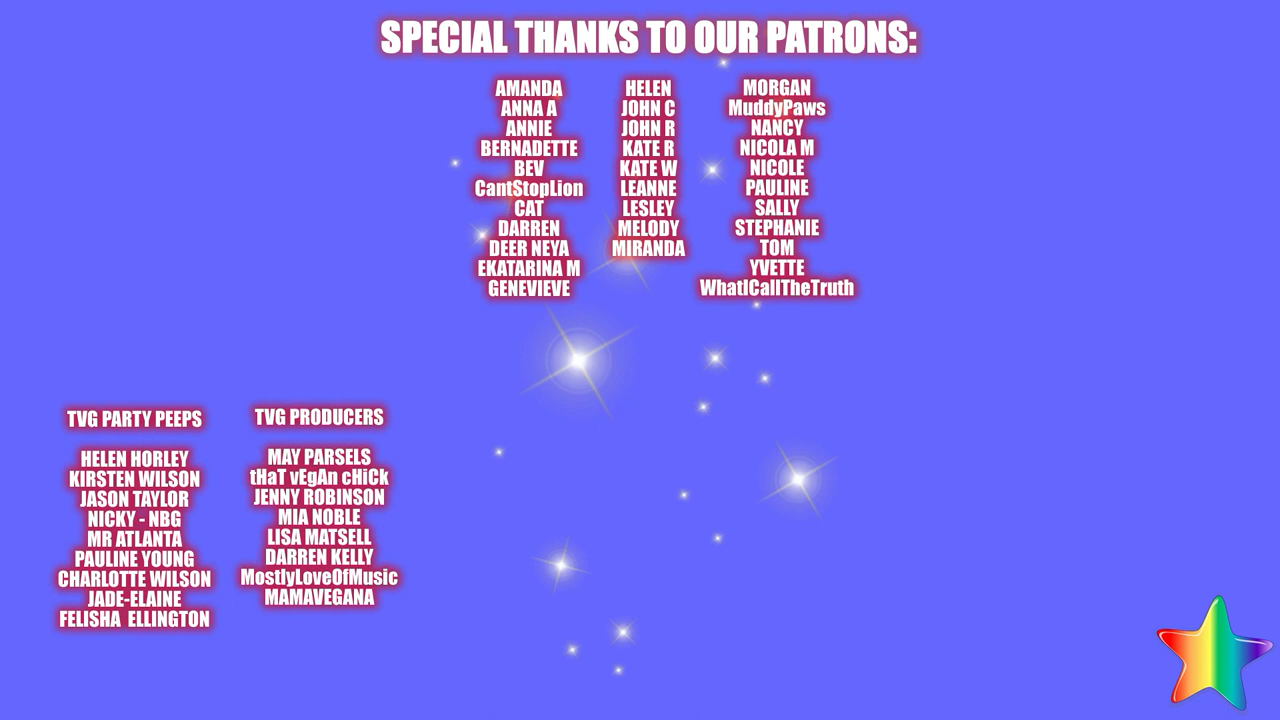 SPECIAL THANKS TO OUR PATRONS:
AMANDA
ANNA A
ANNIE
BERNADETTE
BEV
CantStopLion
CAT
DARREN
DEER NEYA
EKATARINA M
GENEVIEVE
HELEN
JOHN C
JOHN R
KATE R
KATE W
LEANNE
LESLEY
MELODY
MIRANDA
MORGAN
MuddyPaws
NANCY
NICOLA M
NICOLE
PAULINE
SALLY
STEPHANIE
TOM
YVETTE
WhatICallTheTruth
TVG PARTY PEEPS
HELEN HORLEY
KIRSTEN WILSON
JASON TAYLOR
NICKY - NBG
MR ATLANTA
PAULINE YOUNG
CHARLOTTE WILSON
JADE-ELAINE
FELISHA ELLINGTON
TVG PRODUCERS
MAY PARSELS
tHaT vEgAn cHiCk
JENNY ROBINSON
MIA NOBLE
LISA MATSELL
DARREN KELLY
MostlyLoveOfMusic
MAMAVEGANA